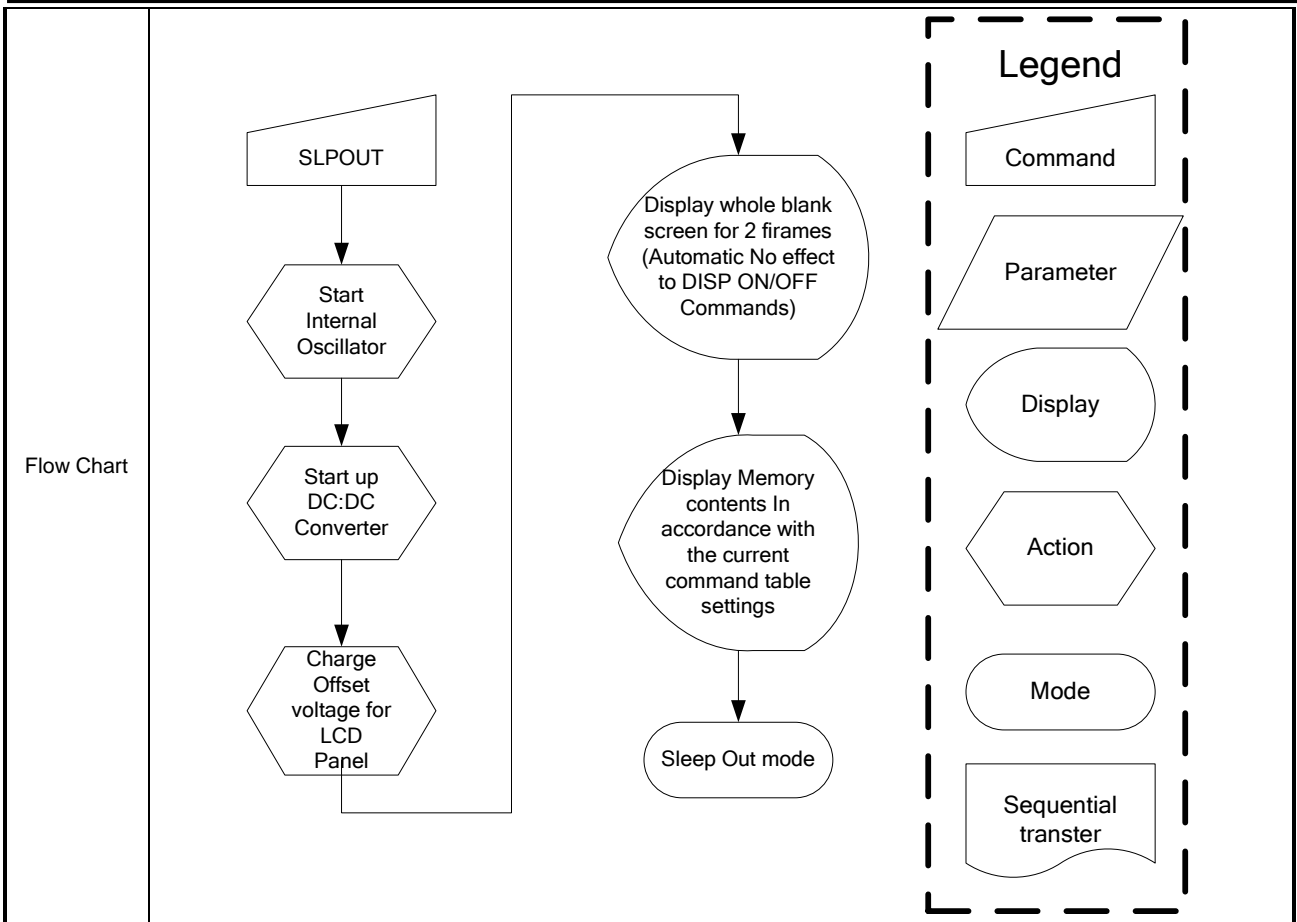 Flow Chart
SLPOUT
Start
Internal
Oscillator
Start up
DC:DC
Converter
Charge
Offset
voltage for
LCD
Panel
Display whole blank
screen for 2 firames
(Automatic No effect
to DISP ON/OFF
Commands)
Display Memory
contents In
accordance with
the current
command table
settings
Sleep Out mode
Legend
Command
Parameter
Display
Action
Mode
Sequential
transter